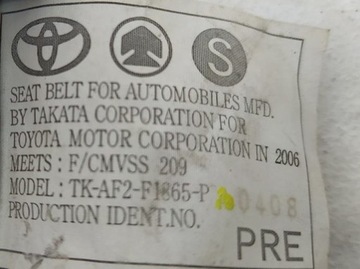 S
SEAT BELT FOR AUTOMOBILES MFD.
BY TAKATA CORPORATION FOR
TOYOTA MOTOR CORPORATION IN 2006
MEETS : F/CMVSS 209
MODEL : TK-AF2-F1865-P
0408
PRODUCTION IDENT.NO.
PRE